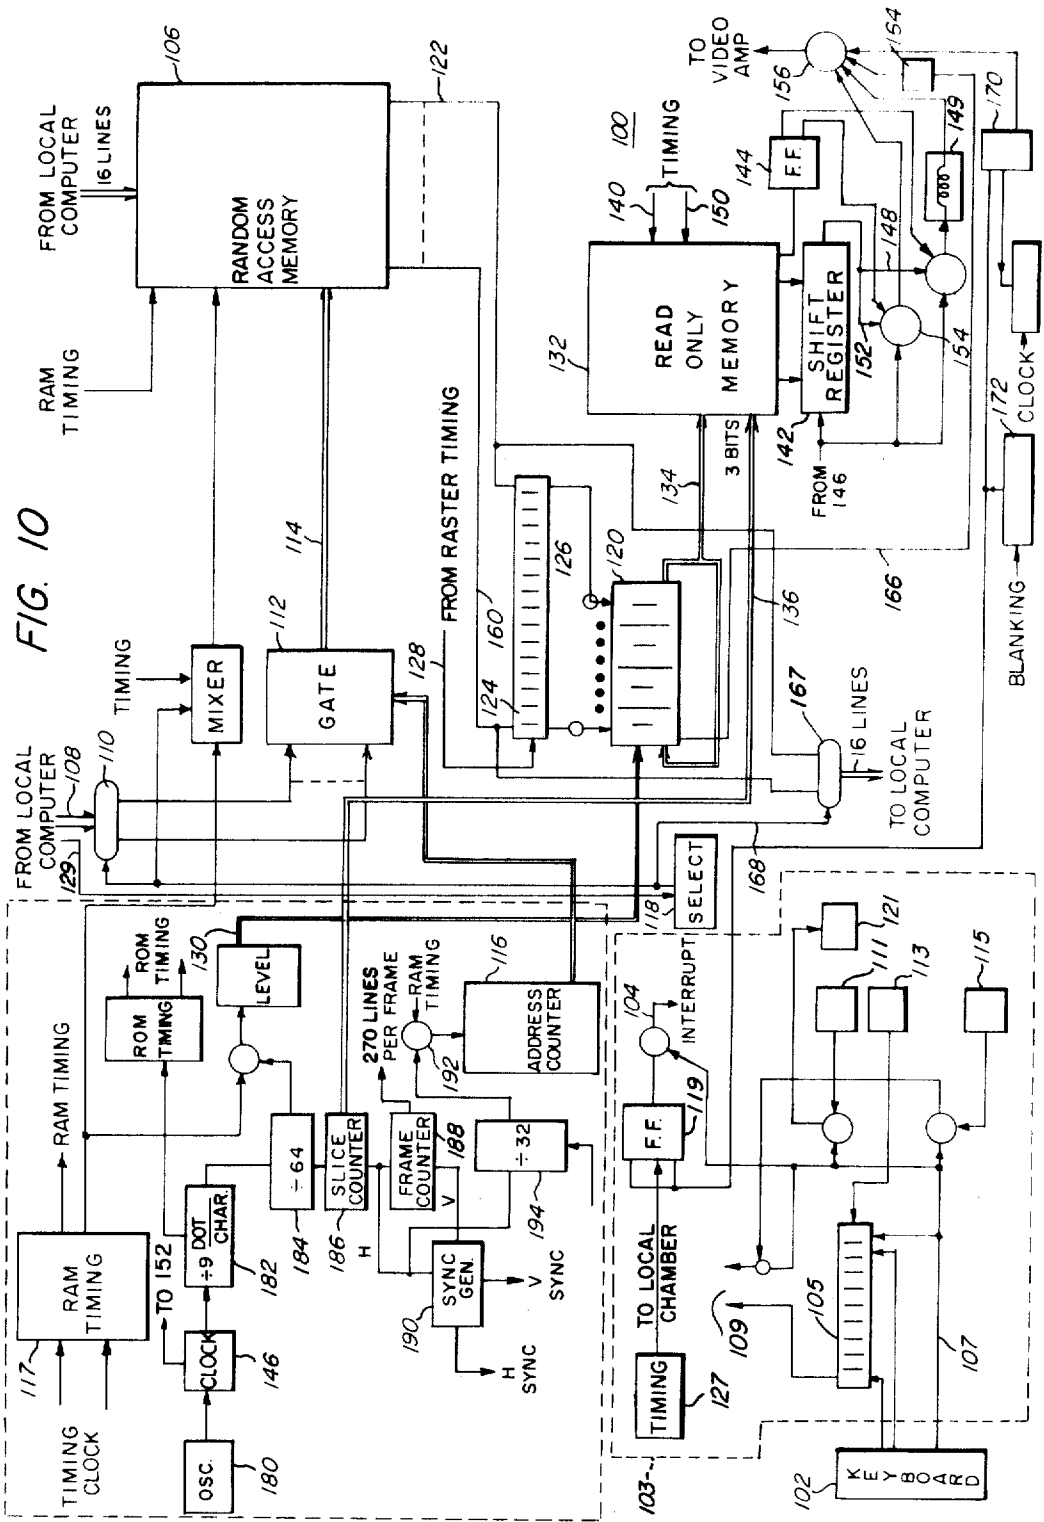 FIG. 10
FROM LOCAL
COMPUTER
16 LINES
106
RANDOM
ACCESS
MEMORY
122
RAM
TIMING
114
TIMING
MIXER
112
GATE
FROM LOCAL
COMPUTER
108
110
129
128
FROM RASTER TIMING
160
124
126
120
134
136
3 BITS
132
READ
ONLY
MEMORY
100
140
150
TIMING
144
F.F.
142
SHIFT
REGISTER
FROM
146
152
148
154
149
156
TO
VIDEO
AMP
164
170
172
CLOCK
BLANKING
166
167
16 LINES
TO LOCAL
COMPUTER
168
118
SELECT
117
RAM
TIMING
RAM TIMING
TIMING
CLOCK
OSC.
180
CLOCK
146
TO 152
÷9 DOT
CHAR.
182
ROM
TIMING
ROM
TIMING
130
LEVEL
÷ 64
184
SLICE
COUNTER
186
H
FRAME
COUNTER
188
V
270 LINES
PER FRAME
192
RAM
TIMING
116
ADDRESS
COUNTER
÷ 32
194
SYNC
GEN.
190
V
SYNC
H
SYNC
103
TIMING
127
TO LOCAL
CHAMBER
F.F.
119
104
INTERRUPT
109
105
107
121
111
113
115
102
KEYBOARD